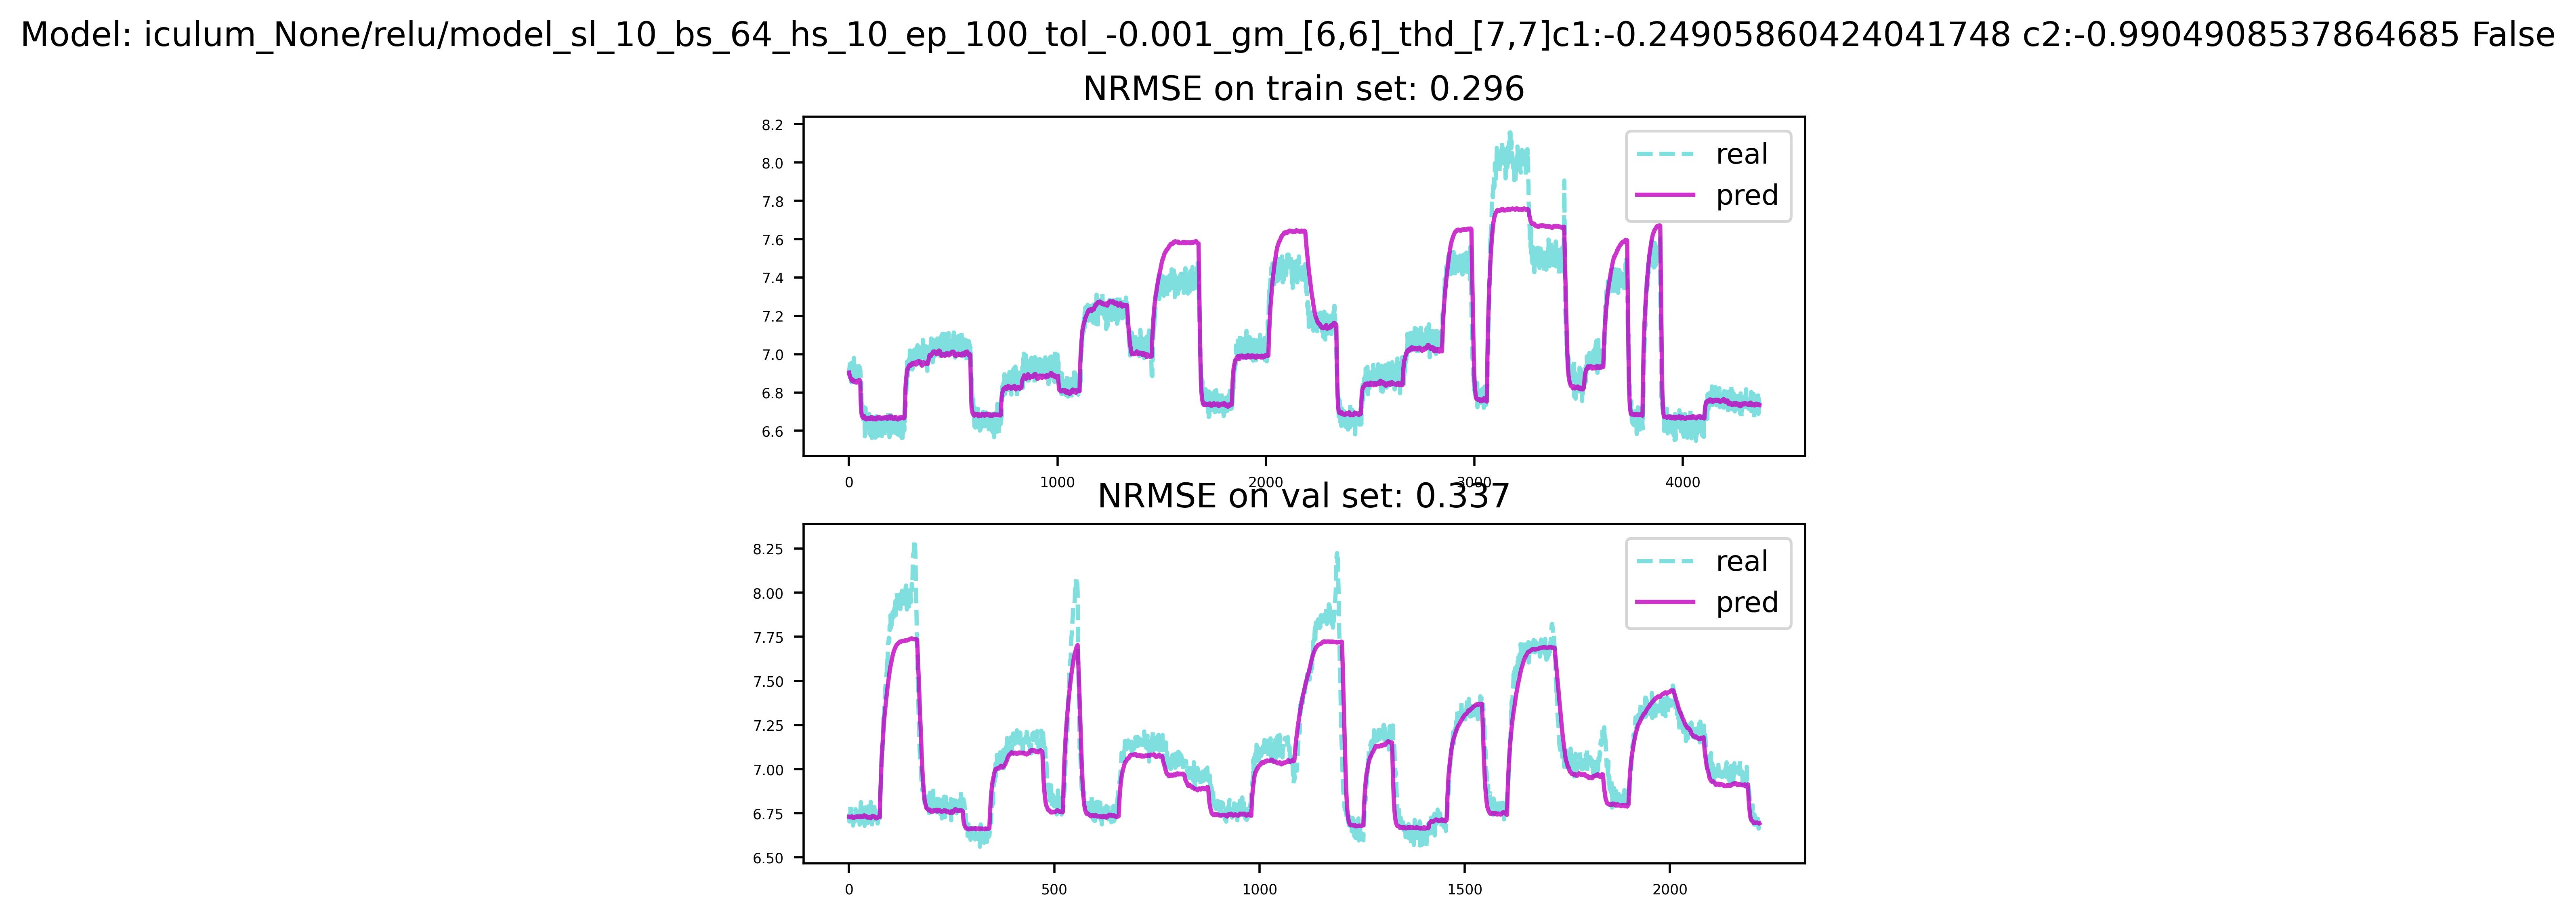 Model: iculum_None/relu/model_sl_10_bs_64_hs_10_ep_100_tol_-0.001_gm_[6,6]_thd_[7,7]c1:-0.24905860424041748 c2:-0.9904908537864685 False
NRMSE on train set: 0.296
8.2
8.0
7.8
7.6
7.4
7.2
7.0
6.8
6.6
real
pred
0 1000 2000 3000 4000
NRMSE on val set: 0.337
8.25
8.00
7.75
7.50
7.25
7.00
6.75
6.50
real
pred
0 500 1000 1500 2000